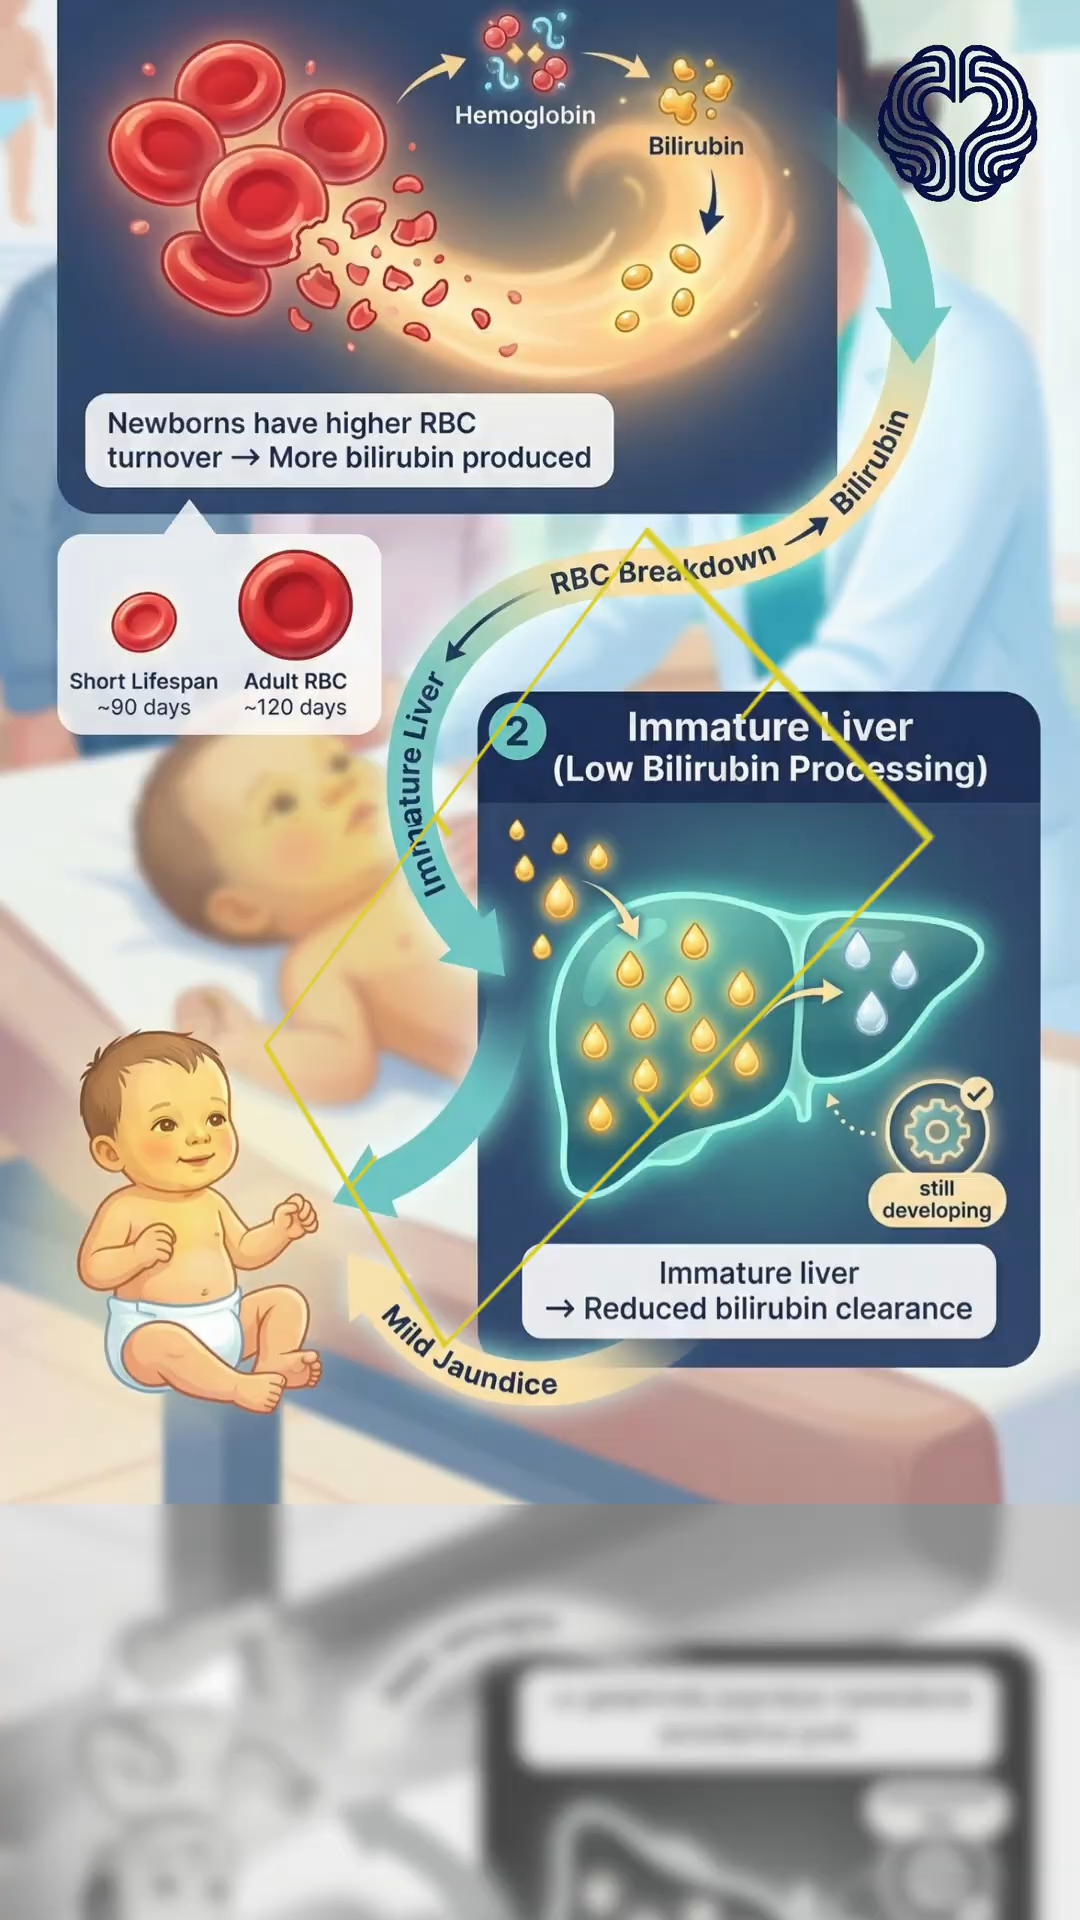 Hemoglobin
Bilirubin
Newborns have higher RBC
turnover → More bilirubin produced
Short Lifespan
~90 days
Adult RBC
~120 days
RBC Breakdown → Bilirubin
Immature Liver
2
Immature Liver
(Low Bilirubin Processing)
still
developing
Immature liver
→ Reduced bilirubin clearance
Mild Jaundice